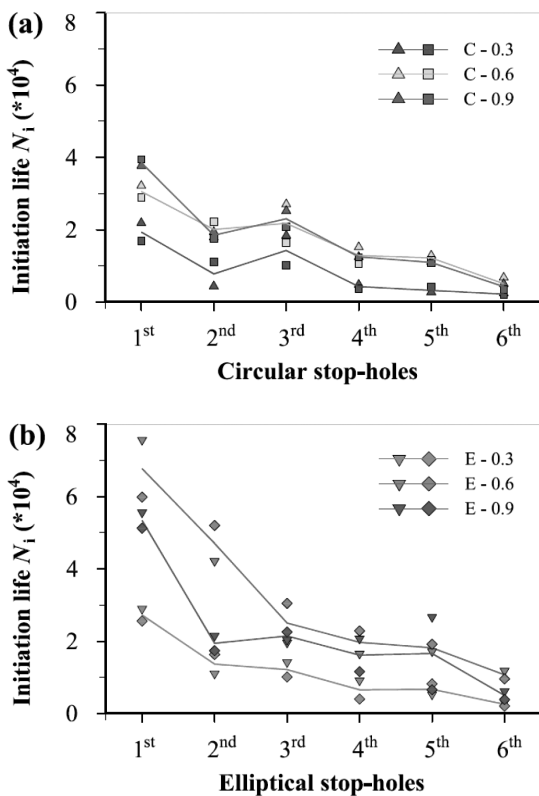 (a)
8
6
4
2
0
Initiation life Ni (*10⁴)
C - 0.3
C - 0.6
C - 0.9
1st 2nd 3rd 4th 5th 6th
Circular stop-holes
(b)
8
6
4
2
0
Initiation life Ni (*10⁴)
E - 0.3
E - 0.6
E - 0.9
1st 2nd 3rd 4th 5th 6th
Elliptical stop-holes